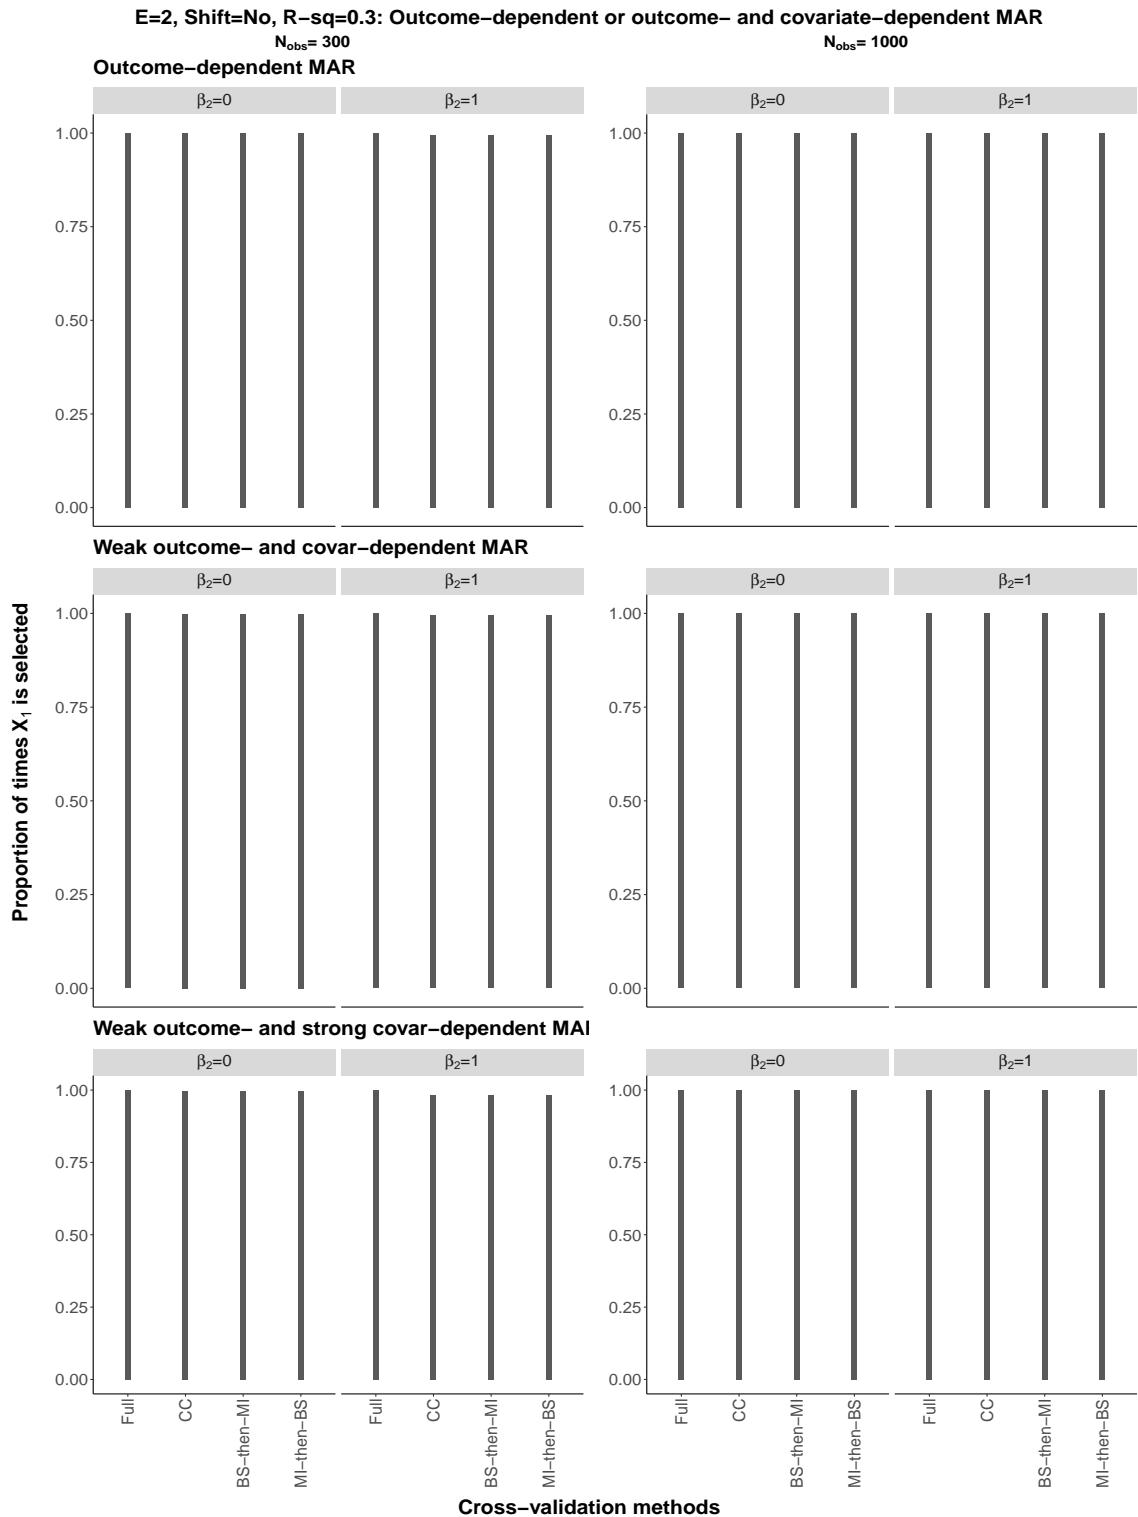 E=2, Shift=No, R−sq=0.3: Outcome−dependent or outcome− and covariate−dependent MAR
Nobs= 300
Nobs= 1000
Outcome−dependent MAR
β2=0
β2=1
β2=0
β2=1
1.00
0.75
0.50
0.25
0.00
1.00
0.75
0.50
0.25
0.00
Weak outcome− and covar−dependent MAR
β2=0
β2=1
β2=0
β2=1
1.00
0.75
0.50
0.25
0.00
1.00
0.75
0.50
0.25
0.00
Proportion of times X1 is selected
Weak outcome− and strong covar−dependent MAI
β2=0
β2=1
β2=0
β2=1
1.00
0.75
0.50
0.25
0.00
1.00
0.75
0.50
0.25
0.00
Full
CC
BS−then−MI
MI−then−BS
Full
CC
BS−then−MI
MI−then−BS
Full
CC
BS−then−MI
MI−then−BS
Full
CC
BS−then−MI
MI−then−BS
Cross−validation methods